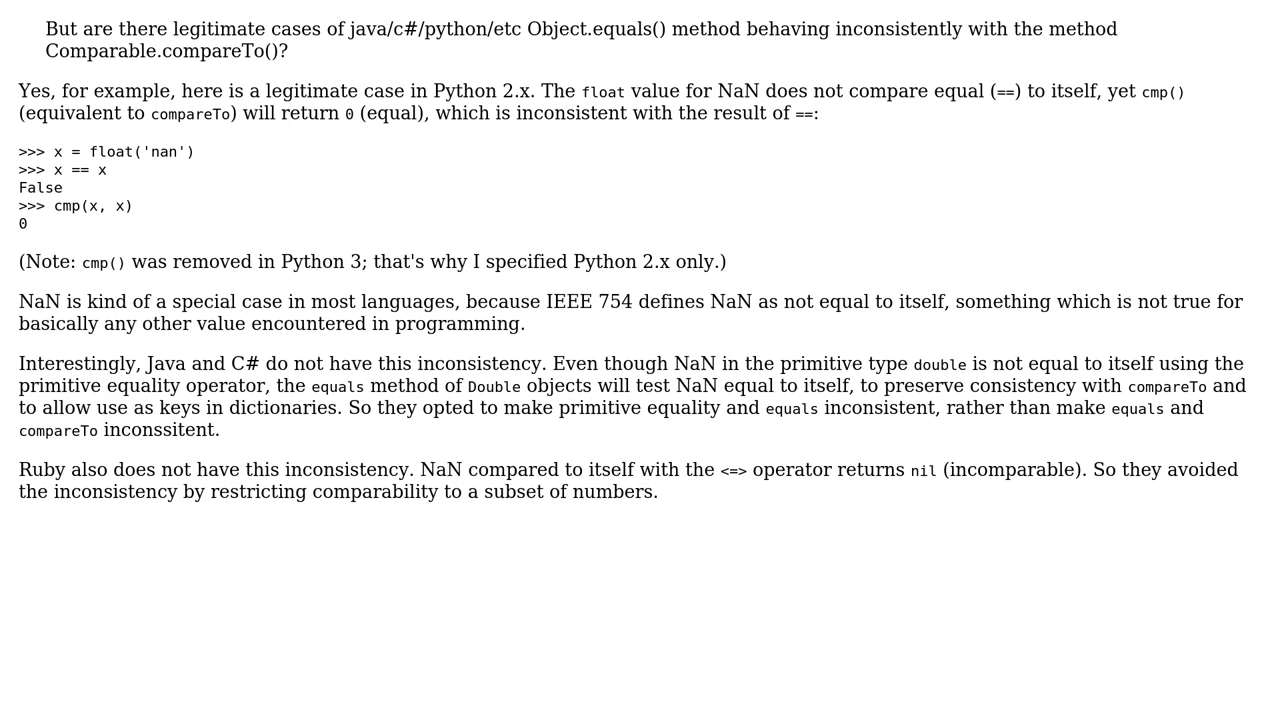 But are there legitimate cases of java/c#/python/etc Object.equals() method behaving inconsistently with the method
Comparable.compareTo()?
Yes, for example, here is a legitimate case in Python 2.x. The float value for NaN does not compare equal (==) to itself, yet cmp()
(equivalent to compareTo) will return 0 (equal), which is inconsistent with the result of ==:
>>> x = float('nan')
>>> x == x
False
>>> cmp(x, x)
0
(Note: cmp() was removed in Python 3; that's why I specified Python 2.x only.)
NaN is kind of a special case in most languages, because IEEE 754 defines NaN as not equal to itself, something which is not true for
basically any other value encountered in programming.
Interestingly, Java and C# do not have this inconsistency. Even though NaN in the primitive type double is not equal to itself using the
primitive equality operator, the equals method of Double objects will test NaN equal to itself, to preserve consistency with compareTo and
to allow use as keys in dictionaries. So they opted to make primitive equality and equals inconsistent, rather than make equals and
compareTo inconssitent.
Ruby also does not have this inconsistency. NaN compared to itself with the <=> operator returns nil (incomparable). So they avoided
the inconsistency by restricting comparability to a subset of numbers.